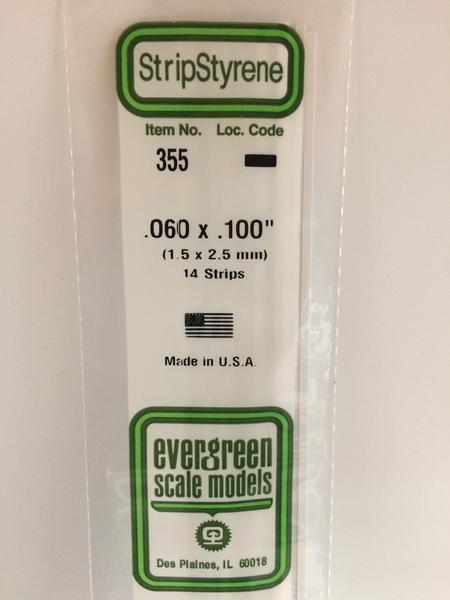 StripStyrene
Item No. Loc. Code
355
.060 x .100"
(1.5 x 2.5 mm)
14 Strips
Made in U.S.A.
evergreen
scale models
Des Plaines, IL 60018